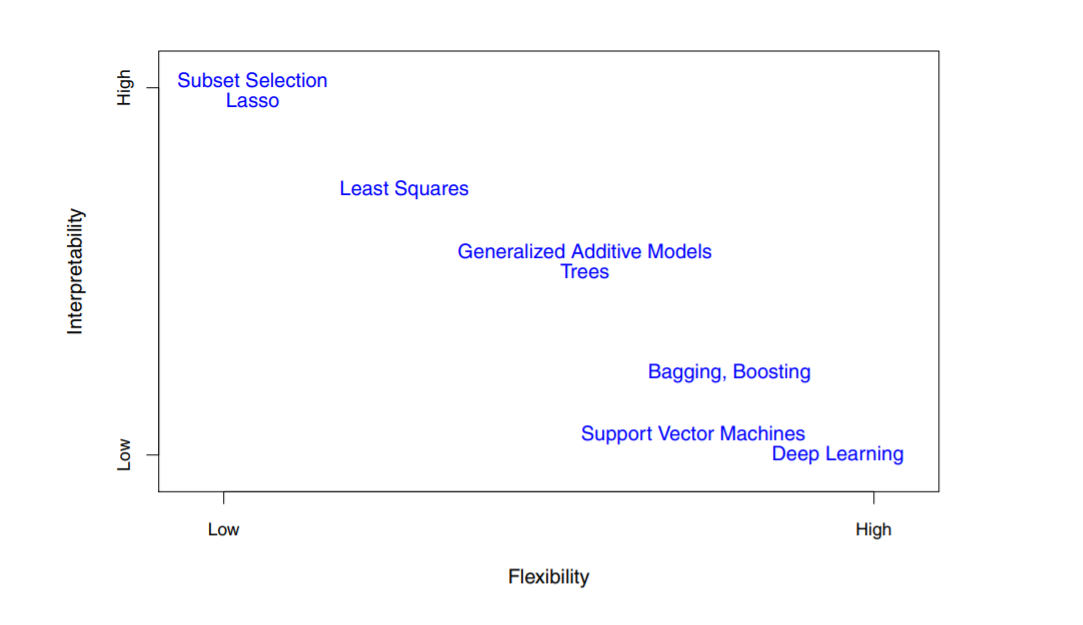 High
Subset Selection
Lasso
Least Squares
Interpretability
Generalized Additive Models
Trees
Bagging, Boosting
Support Vector Machines
Low
Deep Learning
Low
High
Flexibility